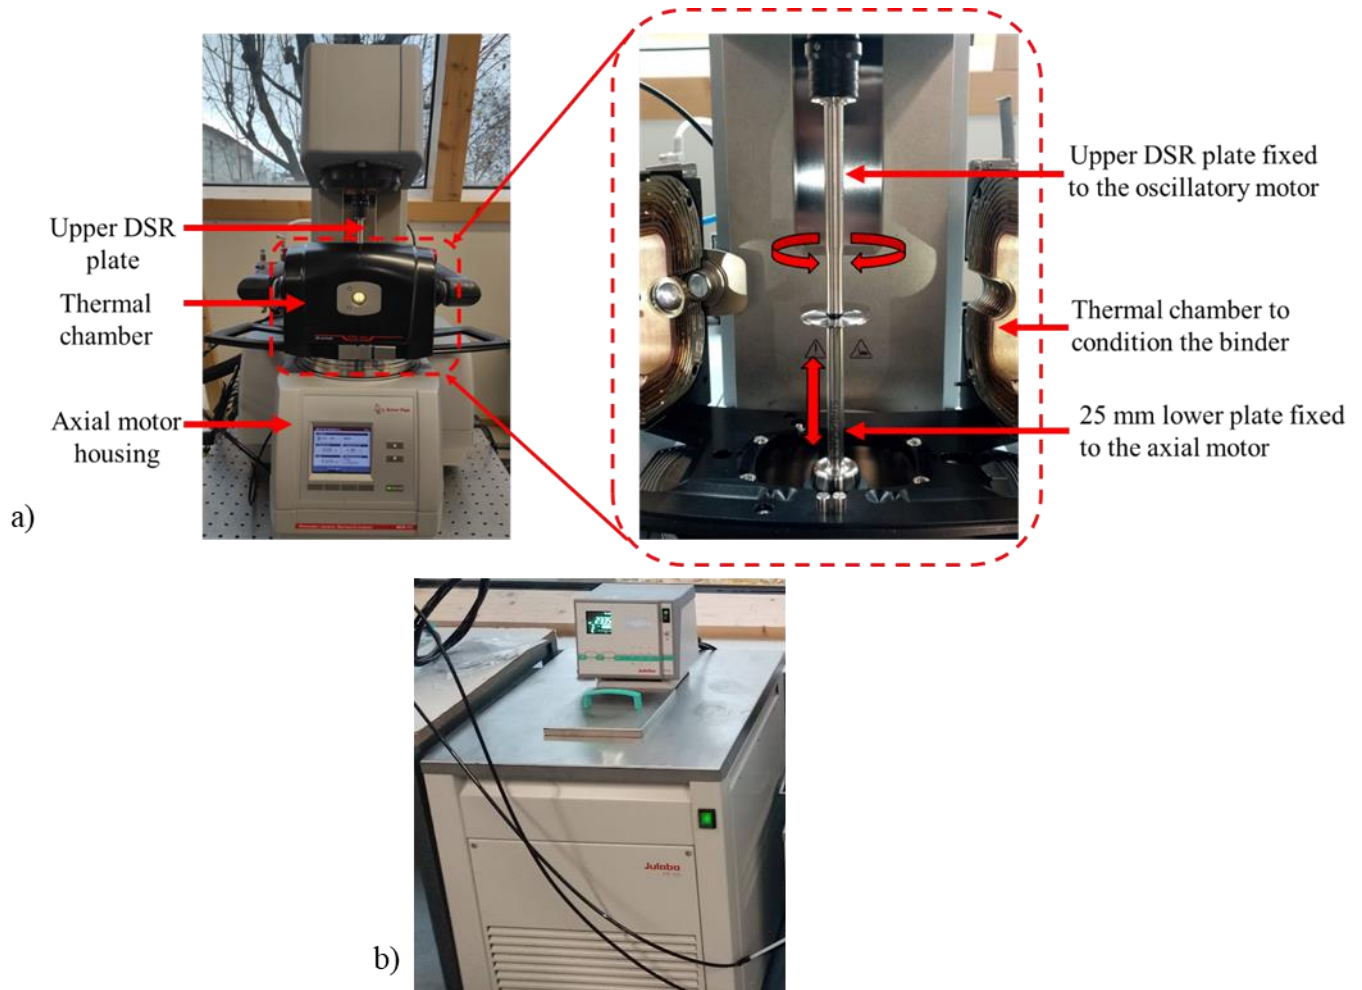 Upper DSR
plate
Thermal
chamber
Axial motor
housing
a)
Upper DSR plate fixed
to the oscillatory motor
Thermal chamber to
condition the binder
25 mm lower plate fixed
to the axial motor
b)
Julabo
Julabo